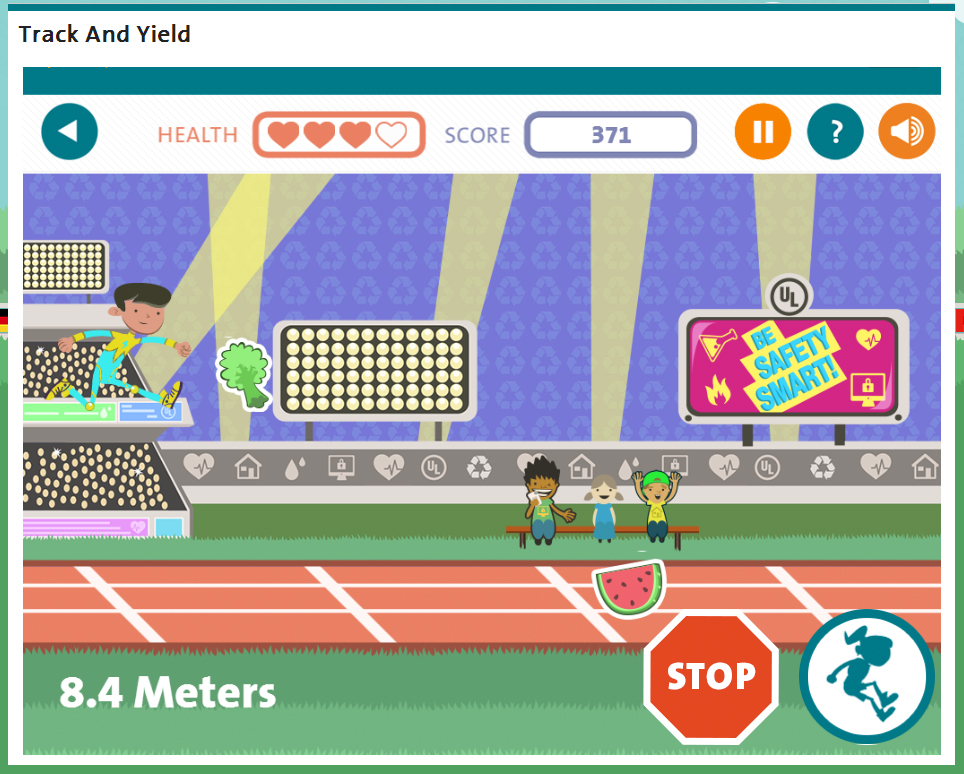 Track And Yield
HEALTH
SCORE
371
?
UL
BE
SAFETY
SMART!
UL
UL
8.4 Meters
STOP